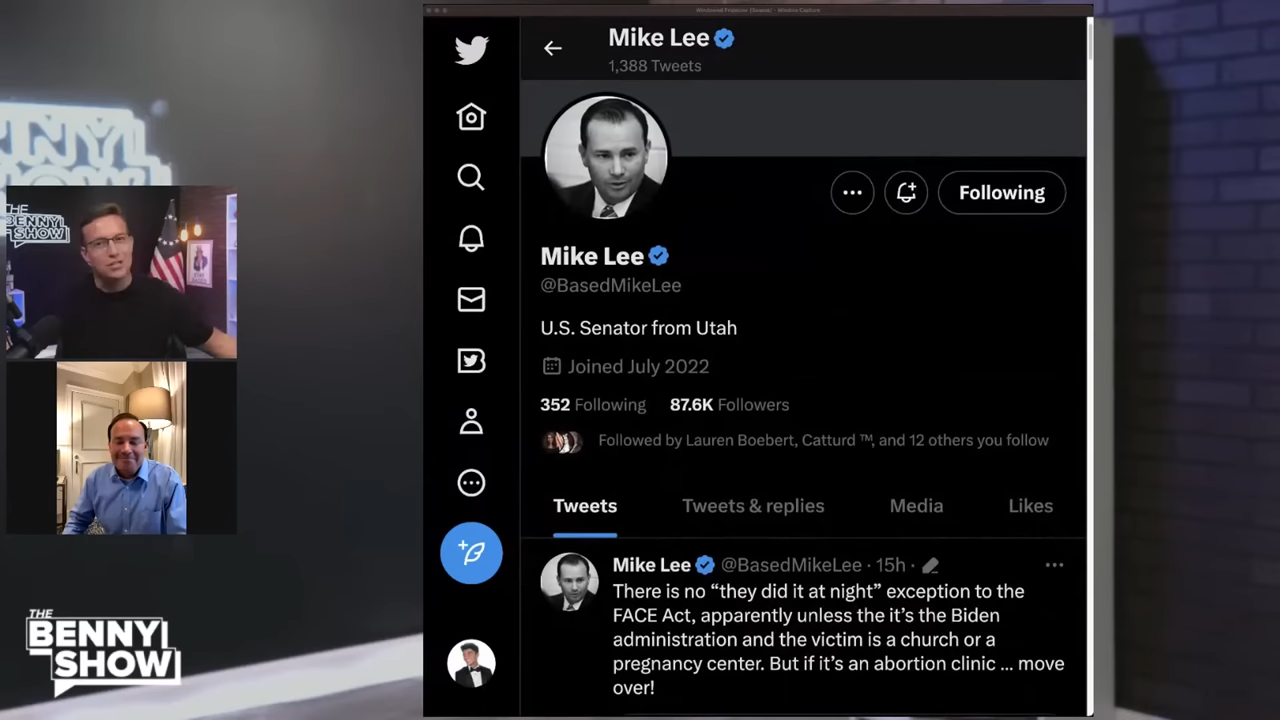 Mike Lee
1,388 Tweets
Following
Mike Lee
@BasedMikeLee
U.S. Senator from Utah
Joined July 2022
352 Following 87.6K Followers
Followed by Lauren Boebert, Catturd ™, and 12 others you follow
Tweets Tweets & replies Media Likes
Mike Lee @BasedMikeLee · 15h ·
There is no “they did it at night” exception to the
FACE Act, apparently unless the it’s the Biden
administration and the victim is a church or a
pregnancy center. But if it’s an abortion clinic ... move
over!
THE
BENNY
SHOW
THE
BENNY
SHOW